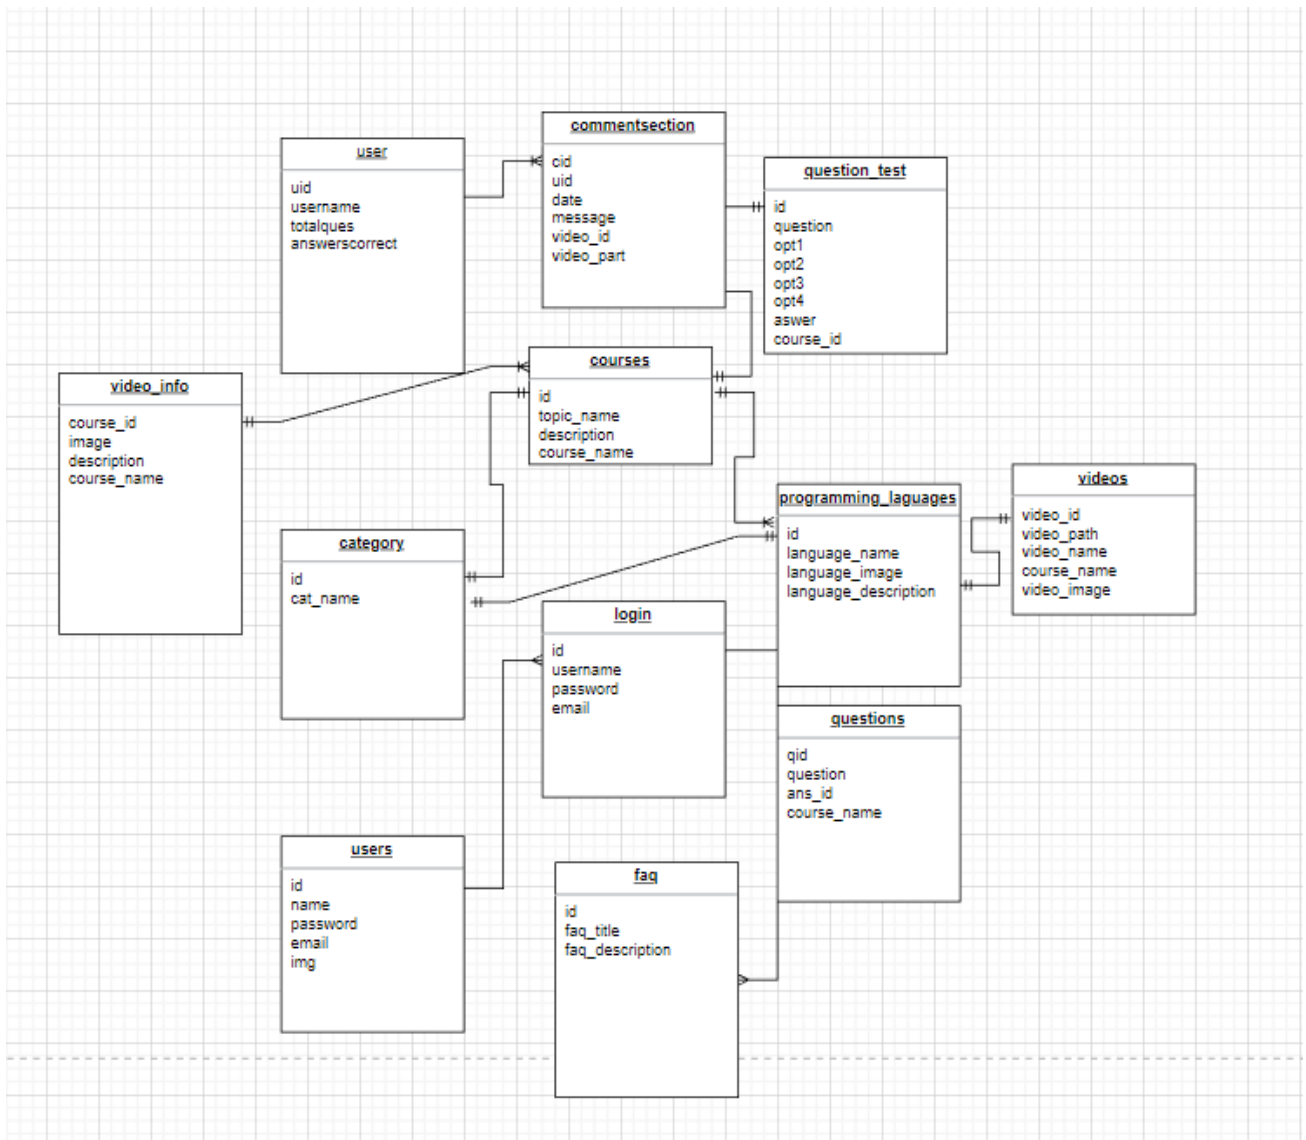 commentsection
cid
uid
date
message
video_id
video_part
user
uid
username
totalques
answerscorrect
question_test
id
question
opt1
opt2
opt3
opt4
aswer
course_id
courses
id
topic_name
description
course_name
video_info
course_id
image
description
course_name
videos
video_id
video_path
video_name
course_name
video_image
programming_laguages
id
language_name
language_image
language_description
category
id
cat_name
login
id
username
password
email
questions
qid
question
ans_id
course_name
users
id
name
password
email
img
faq
id
faq_title
faq_description